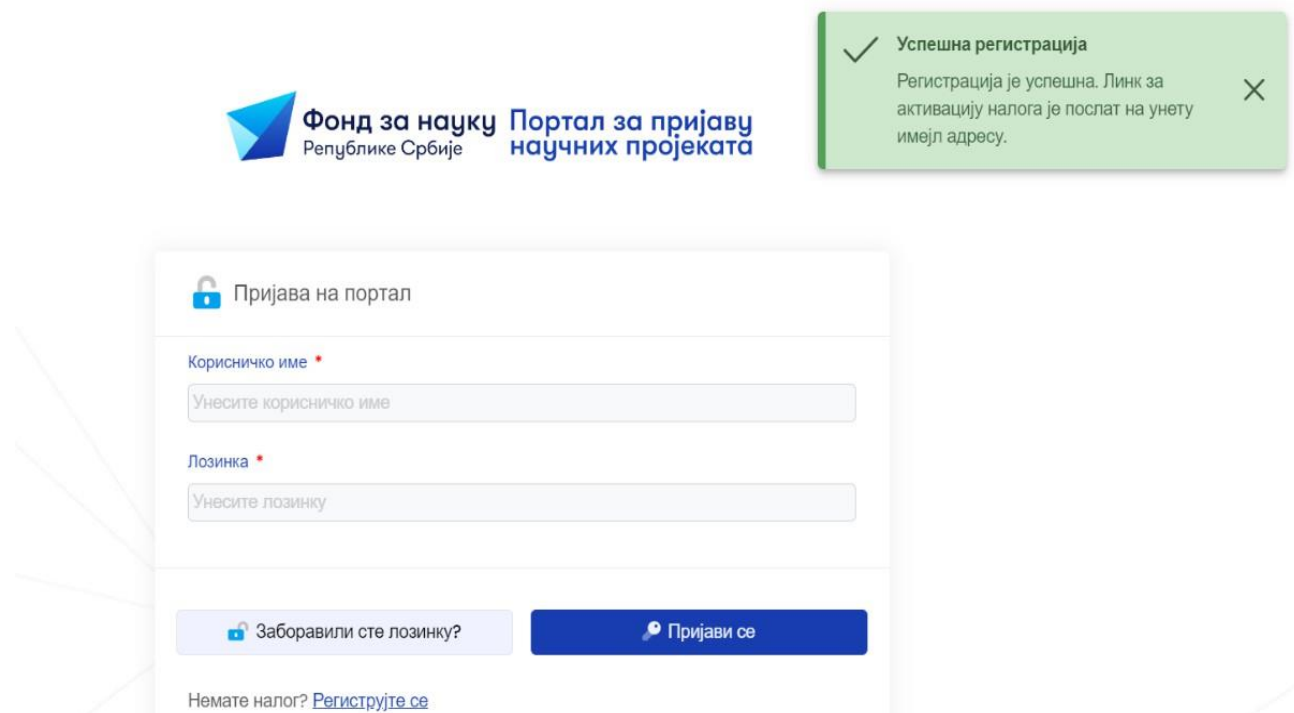 Успешна регистрација
Регистрација је успешна. Линк за
активацију налога је послат на унету
имејл адресу.
Фонд за науку
Републике Србије
Портал за пријаву
научних пројеката
Пријава на портал
Корисничко име *
Унесите корисничко име
Лозинка *
Унесите лозинку
Заборавили сте лозинку?
Пријави се
Немате налог? Региструјте се